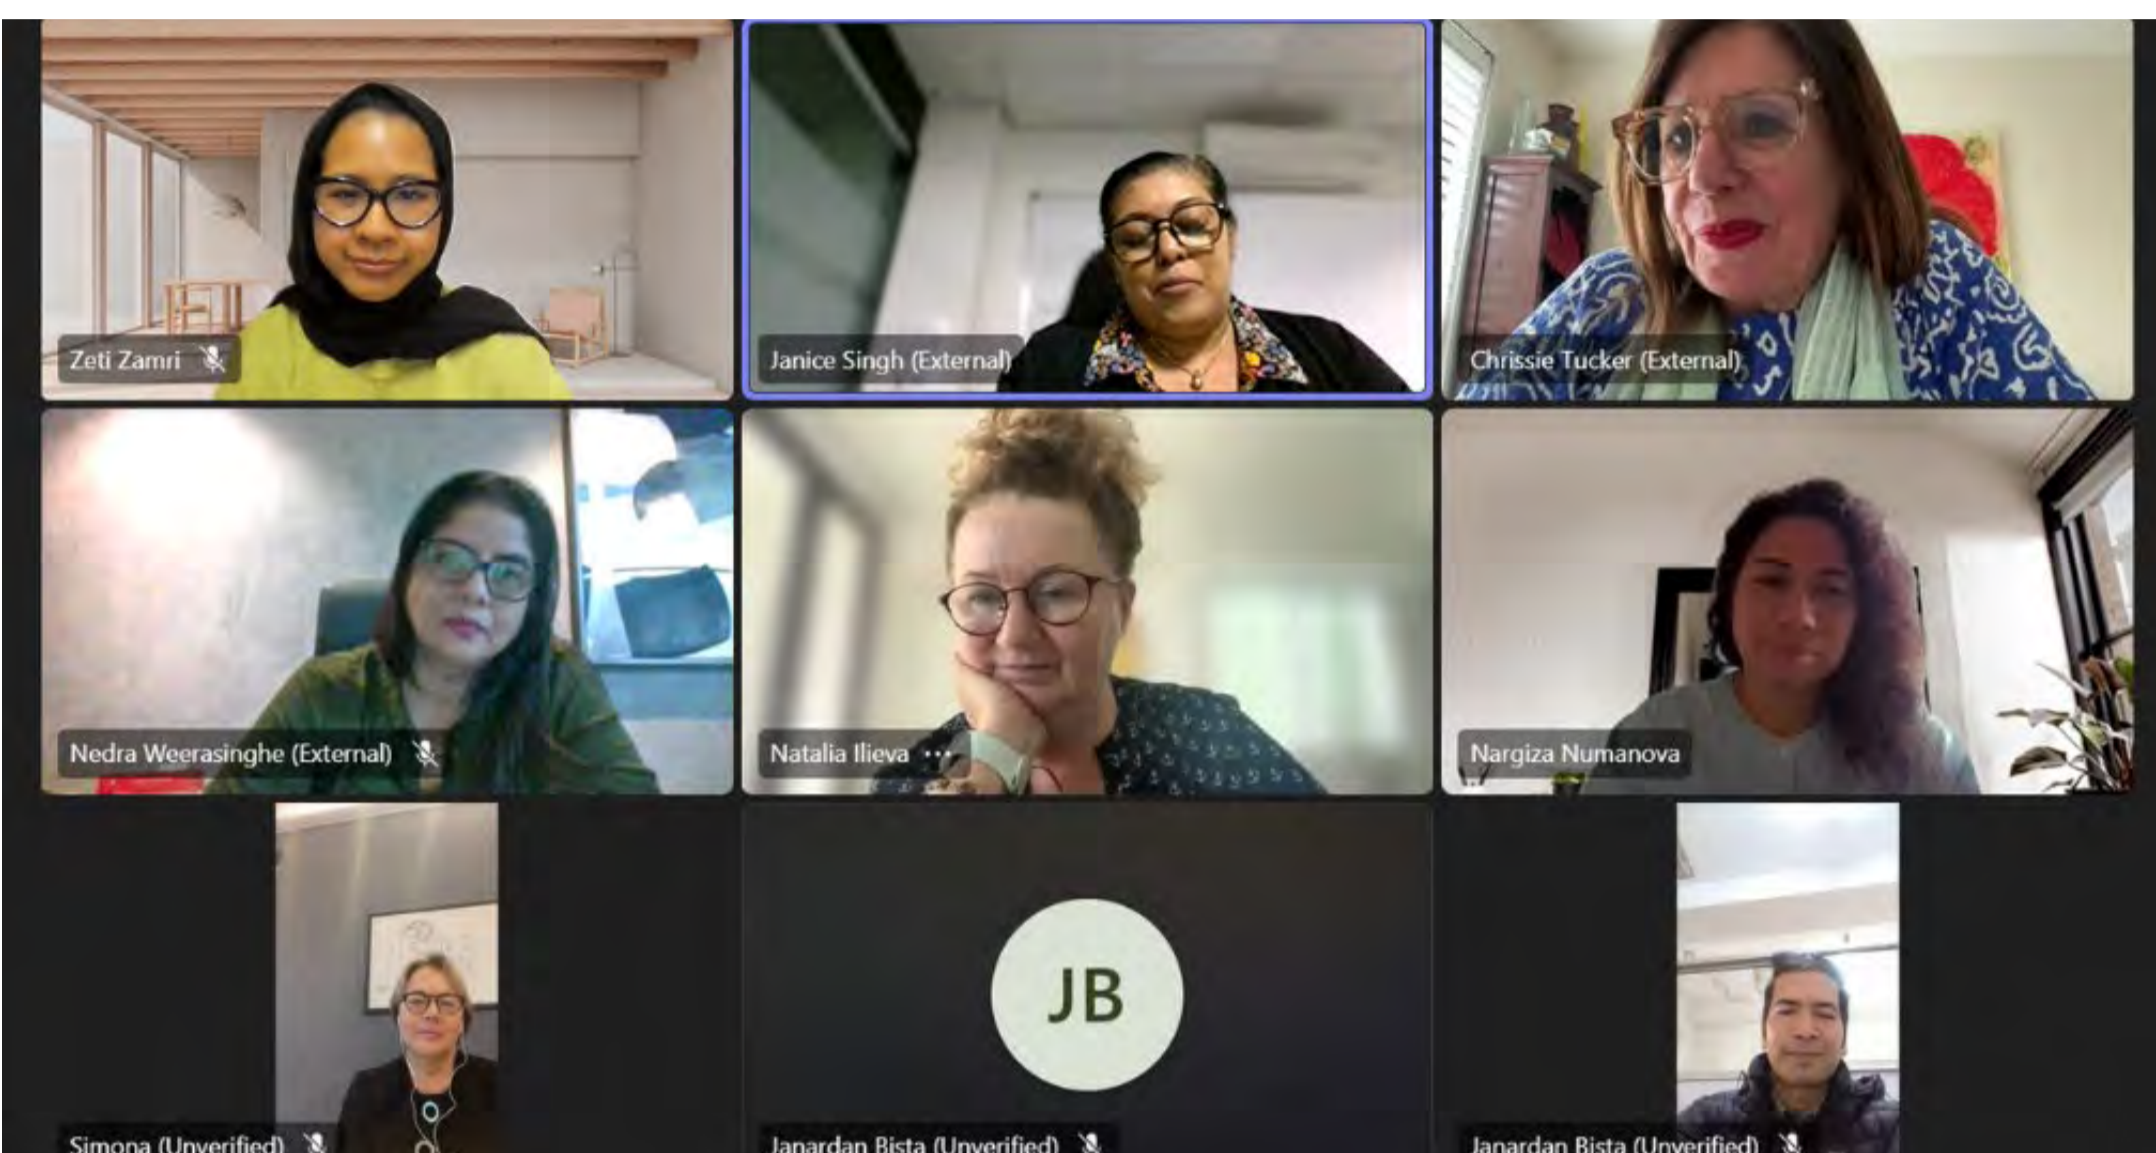 Zeti Zamri
Janice Singh (External)
Chrissie Tucker (External)
Nedra Weerasinghe (External)
Natalia Ilieva ...
Nargiza Numanova
JB
Simona (Unverified)
Janardan Bista (Unverified)
Janardan Bista (Unverified)